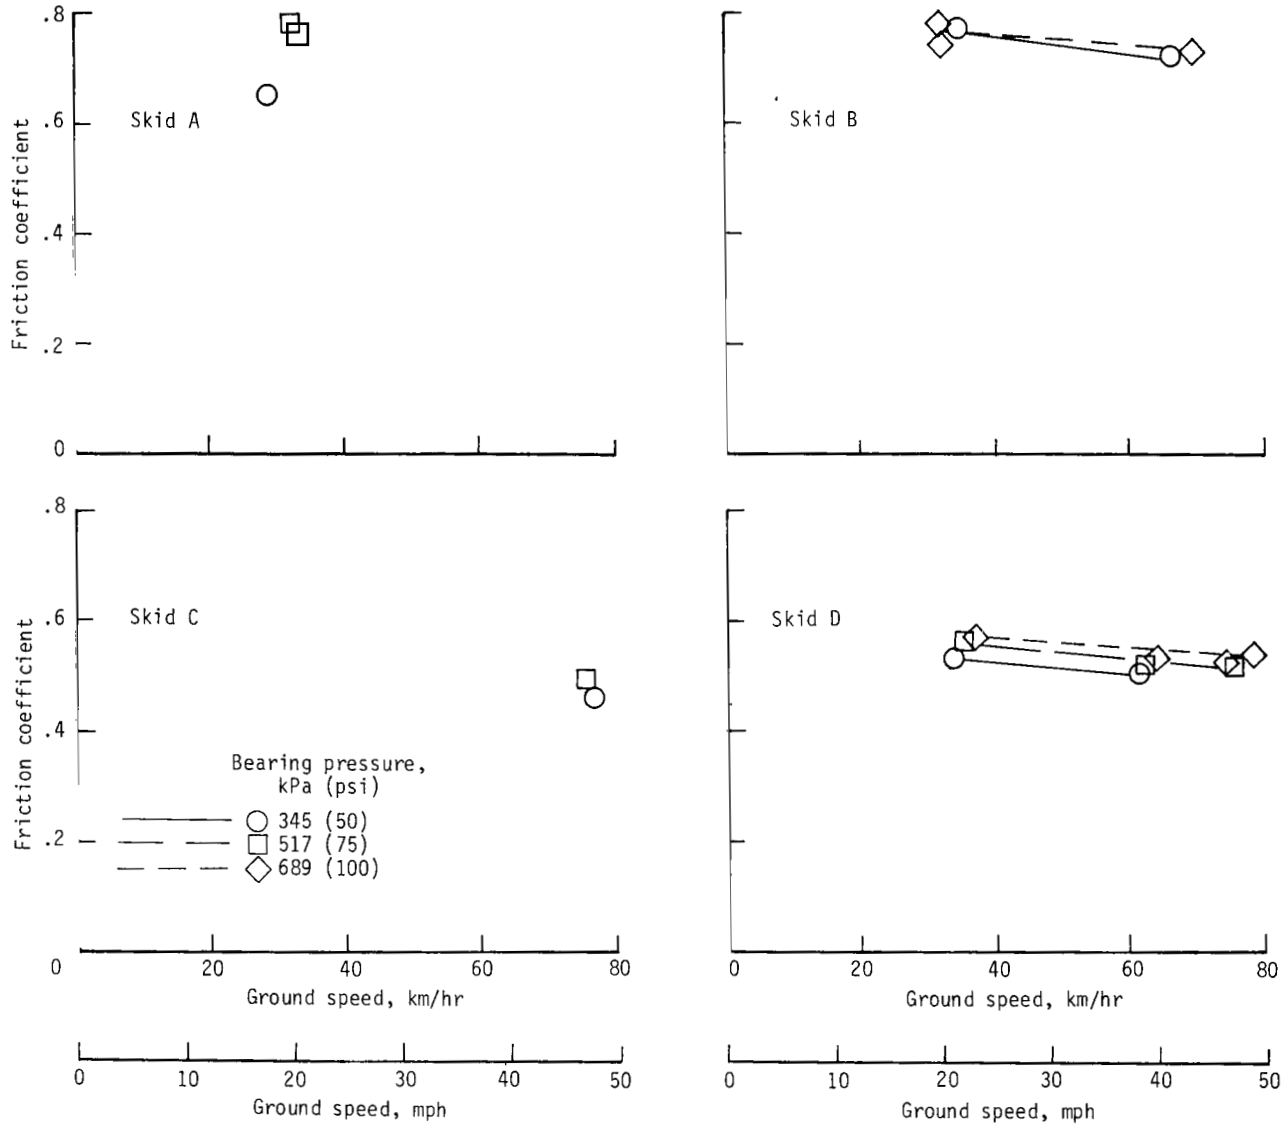 .8
.6
.4
.2
0
Friction coefficient
Skid A
Skid B
.8
.6
.4
.2
0
Friction coefficient
Skid C
Bearing pressure,
kPa (psi)
345 (50)
517 (75)
689 (100)
20 40 60 80
Ground speed, km/hr
0 10 20 30 40 50
Ground speed, mph
Skid D
0 20 40 60 80
Ground speed, km/hr
0 10 20 30 40 50
Ground speed, mph